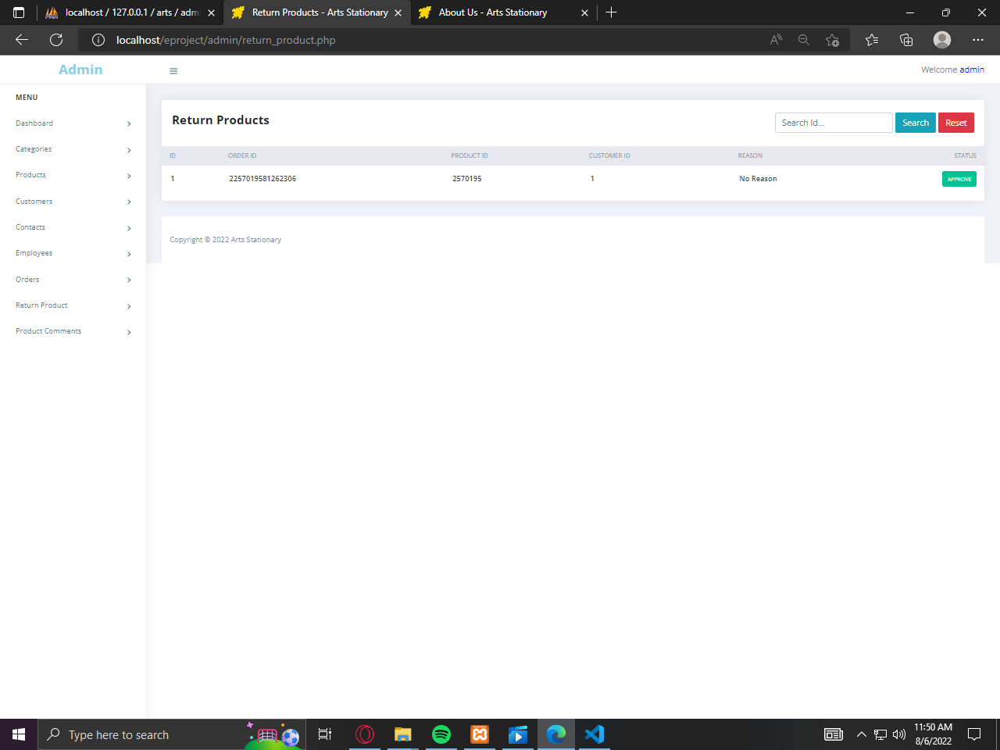 localhost / 127.0.0.1 / arts / adm
Return Products - Arts Stationary
About Us - Arts Stationary
localhost/eproject/admin/return_product.php
Admin
Welcome admin
MENU
Dashboard
Categories
Products
Customers
Contacts
Employees
Orders
Return Product
Product Comments
Return Products
Search Id...
Search
Reset
ID ORDER ID PRODUCT ID CUSTOMER ID REASON STATUS
1 2257019581262306 2570195 1 No Reason APPROVE
Copyright © 2022 Arts Stationary
Type here to search
11:50 AM
8/6/2022